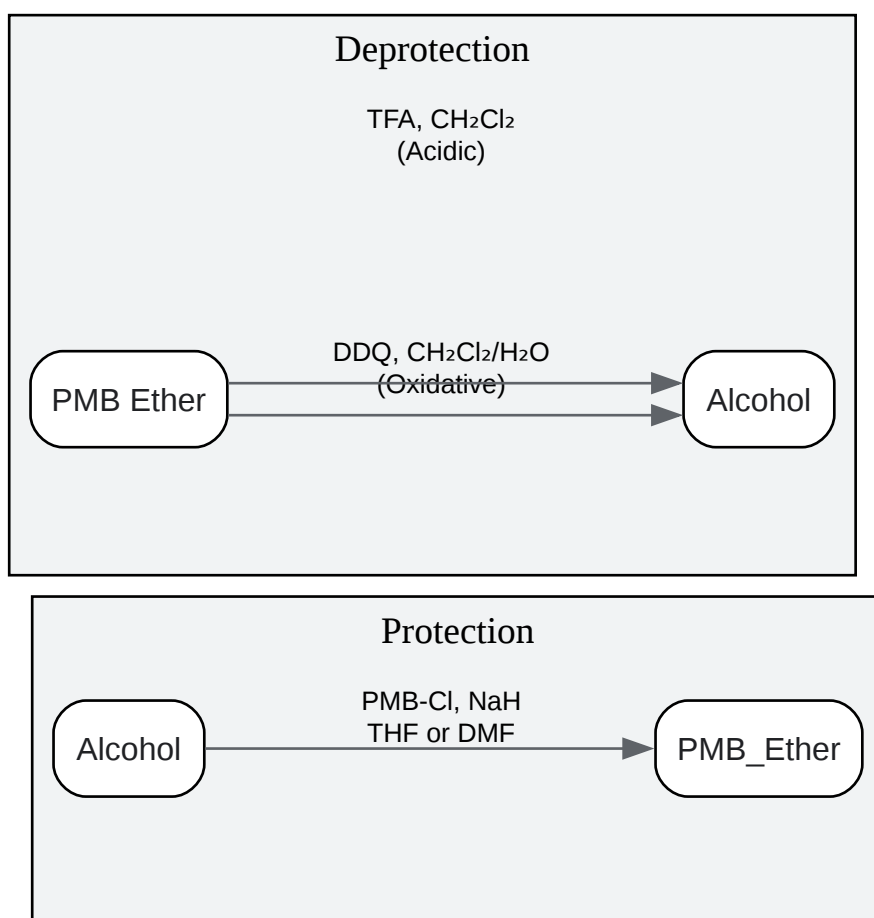 Deprotection
TFA, CH₂Cl₂
(Acidic)
DDQ, CH₂Cl₂/H₂O
(Oxidative)
PMB Ether
Alcohol
Protection
PMB-Cl, NaH
THF or DMF
Alcohol
PMB_Ether